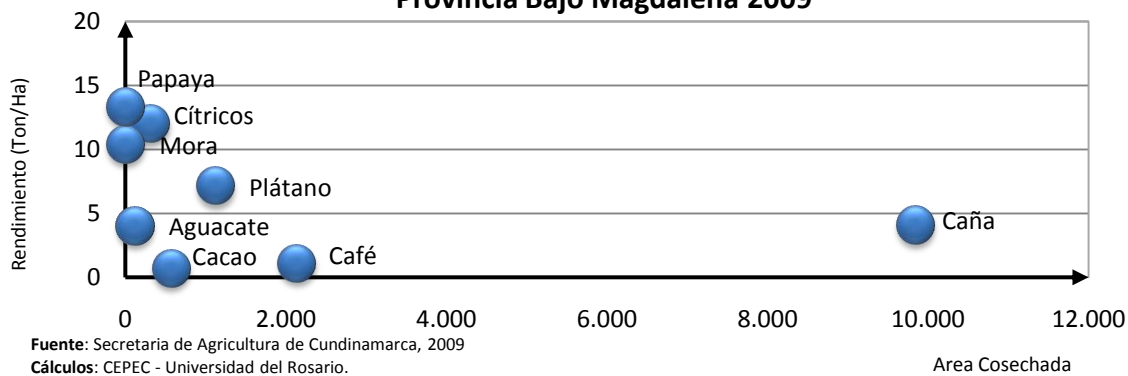 Provincia Bajo Magdalena 2009
Rendimiento (Ton/Ha)
20
15
10
5
0
Papaya
Cítricos
Mora
Plátano
Aguacate
Caña
Cacao
Café
0 2.000 4.000 6.000 8.000 10.000 12.000
Fuente: Secretaria de Agricultura de Cundinamarca, 2009
Cálculos: CEPEC - Universidad del Rosario.
Area Cosechada